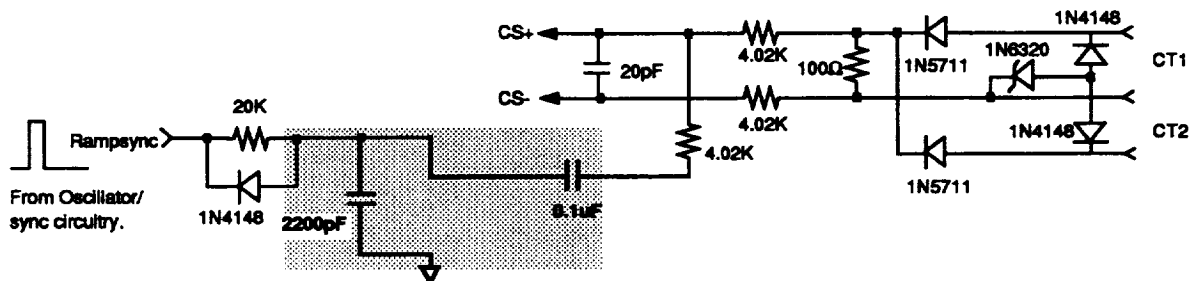 1N4148
CS+
4.02K
1N6320
CT1
20pF
100Ω
1N5711
CS-
20K
4.02K
1N4148
CT2
Rampsync
4.02K
1N5711
From Oscillator/
sync circuitry.
1N4148
2200pF
0.1uF